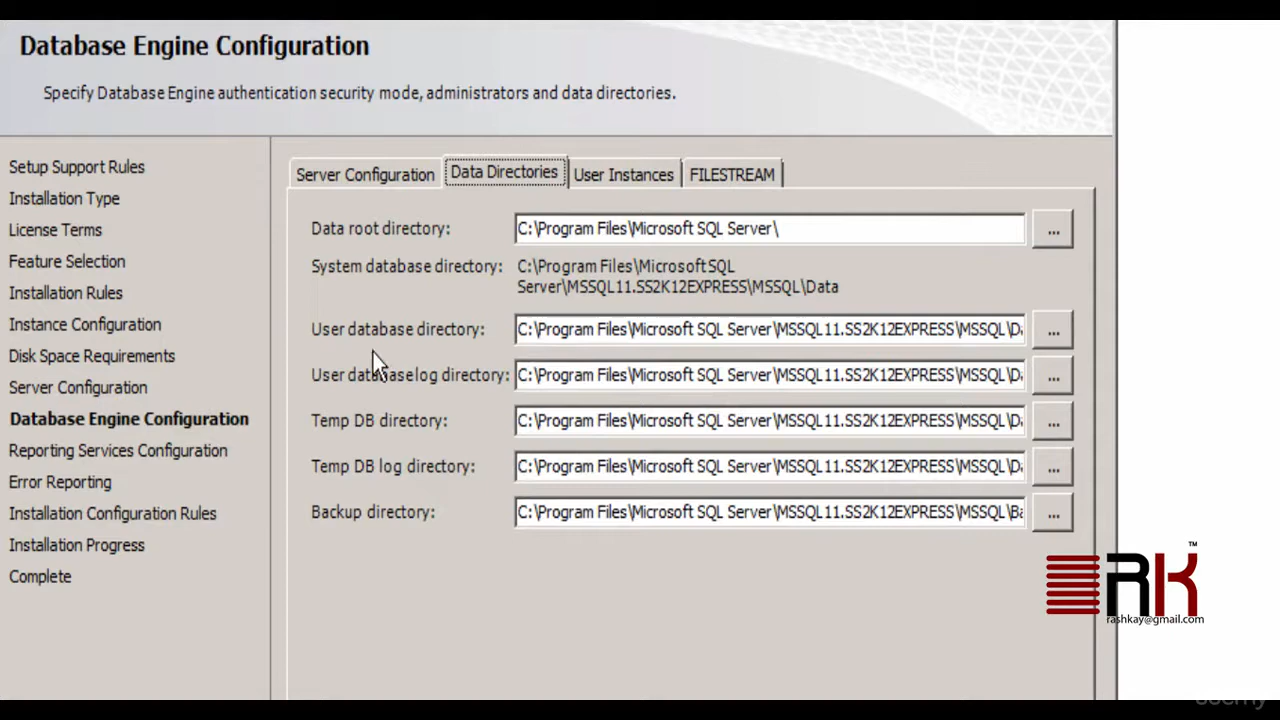 Database Engine Configuration
Specify Database Engine authentication security mode, administrators and data directories.
Setup Support Rules
Installation Type
License Terms
Feature Selection
Installation Rules
Instance Configuration
Disk Space Requirements
Server Configuration
Database Engine Configuration
Reporting Services Configuration
Error Reporting
Installation Configuration Rules
Installation Progress
Complete
Server Configuration Data Directories User Instances FILESTREAM
Data root directory: C:\Program Files\Microsoft SQL Server\ ...
System database directory: C:\Program Files\Microsoft SQL
Server\MSSQL11.SS2K12EXPRESS\MSSQL\Data
User database directory: C:\Program Files\Microsoft SQL Server\MSSQL11.SS2K12EXPRESS\MSSQL\Da ...
User database log directory: C:\Program Files\Microsoft SQL Server\MSSQL11.SS2K12EXPRESS\MSSQL\Da ...
Temp DB directory: C:\Program Files\Microsoft SQL Server\MSSQL11.SS2K12EXPRESS\MSSQL\Da ...
Temp DB log directory: C:\Program Files\Microsoft SQL Server\MSSQL11.SS2K12EXPRESS\MSSQL\Da ...
Backup directory: C:\Program Files\Microsoft SQL Server\MSSQL11.SS2K12EXPRESS\MSSQL\Ba ...
RK™
rashkay@gmail.com